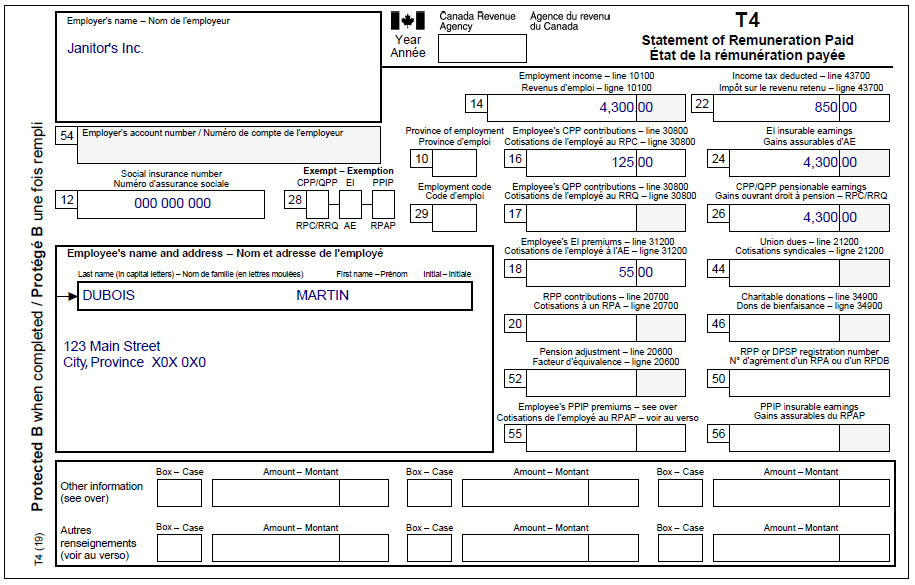 Employer's name – Nom de l'employeur
Janitor's Inc.
Canada Revenue Agency
Agence du revenu du Canada
Year
Année
T4
Statement of Remuneration Paid
État de la rémunération payée
Employment income – line 10100
Revenus d'emploi – ligne 10100
14 4,300 00
Income tax deducted – line 43700
Impôt sur le revenu retenu – ligne 43700
22 850 00
54 Employer's account number / Numéro de compte de l'employeur
Province of employment
Province d'emploi
10
Employee's CPP contributions – line 30800
Cotisations de l'employé au RPC – ligne 30800
16 125 00
EI insurable earnings
Gains assurables d'AE
24 4,300 00
Social insurance number
Numéro d'assurance sociale
12 000 000 000
Exempt – Exemption
CPP/QPP EI PPIP
28
RPC/RRQ AE RPAP
Employment code
Code d'emploi
29
Employee's QPP contributions – line 30800
Cotisations de l'employé au RRQ – ligne 30800
17
CPP/QPP pensionable earnings
Gains ouvrant droit à pension – RPC/RRQ
26 4,300 00
Employee's name and address – Nom et adresse de l'employé
Last name (in capital letters) – Nom de famille (en lettres moulées) First name – Prénom Initial – Initiale
DUBOIS MARTIN
123 Main Street
City, Province X0X 0X0
Employee's EI premiums – line 31200
Cotisations de l'employé à l'AE – ligne 31200
18 55 00
Union dues – line 21200
Cotisations syndicales – ligne 21200
44
RPP contributions – line 20700
Cotisations à un RPA – ligne 20700
20
Charitable donations – line 34900
Dons de bienfaisance – ligne 34900
46
Pension adjustment – line 20600
Facteur d'équivalence – ligne 20600
52
RPP or DPSP registration number
N° d'agrément d'un RPA ou d'un RPDB
50
Employee's PPIP premiums – see over
Cotisations de l'employé au RPAP – voir au verso
55
PPIP insurable earnings
Gains assurables du RPAP
56
Box – Case Amount – Montant Box – Case Amount – Montant Box – Case Amount – Montant
Other information
(see over)
Box – Case Amount – Montant Box – Case Amount – Montant Box – Case Amount – Montant
Autres
renseignements
(voir au verso)
Protected B when completed / Protégé B une fois rempli
T4 (19)